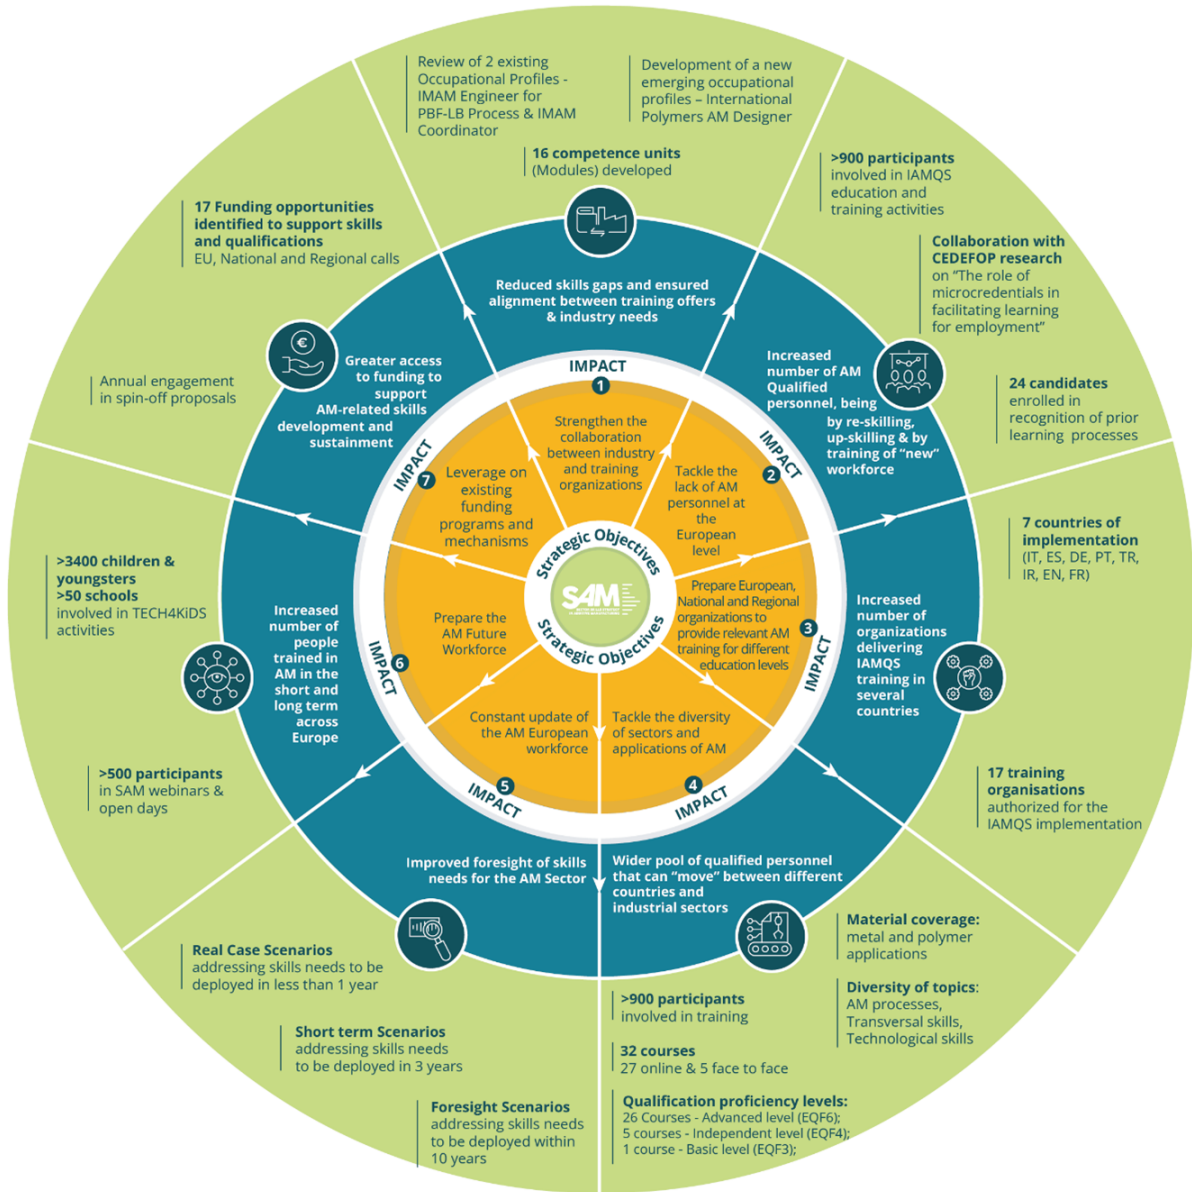 Strategic Objectives
SAM
Strategic Objectives
IMPACT
1
Strengthen the
collaboration
between industry
and training
organizations
Reduced skills gaps and ensured
alignment between training offers
& industry needs
Review of 2 existing
Occupational Profiles -
IMAM Engineer for
PBF-LB Process & IMAM
Coordinator
Development of a new
emerging occupational
profiles – International
Polymers AM Designer
16 competence units
(Modules) developed
IMPACT
2
Tackle the
lack of AM
personnel at
the
European
level
Increased
number of AM
Qualified
personnel, being
by re-skilling,
up-skilling & by
training of “new”
workforce
>900 participants
involved in IAMQS
education and
training activities
Collaboration with
CEDEFOP research
on “The role of
microcredentials in
facilitating learning
for employment”
24 candidates
enrolled in
recognition of prior
learning processes
IMPACT
3
Prepare European,
National and Regional
organizations to
provide relevant AM
training for different
education levels
Increased
number of
organizations
delivering
IAMQS
training in
several
countries
7 countries of
implementation
(IT, ES, DE, PT, TR,
IR, EN, FR)
17 training
organisations
authorized for the
IAMQS implementation
IMPACT
4
Tackle the diversity
of sectors and
applications of AM
Wider pool of qualified personnel
that can “move” between different
countries and
industrial sectors
Material coverage:
metal and polymer
applications
Diversity of topics:
AM processes,
Transversal skills,
Technological skills
>900 participants
involved in training
32 courses
27 online & 5 face to face
Qualification proficiency levels:
26 Courses - Advanced level (EQF6);
5 courses - Independent level (EQF4);
1 course - Basic level (EQF3);
IMPACT
5
Constant update of
the AM European
workforce
Improved foresight of skills
needs for the AM Sector
Real Case Scenarios
addressing skills needs to be
deployed in less than 1 year
Short term Scenarios
addressing skills needs
to be deployed in 3 years
Foresight Scenarios
addressing skills needs
to be deployed within
10 years
IMPACT
6
Prepare the
AM Future
Workforce
Increased
number of
people
trained in
AM in the
short and
long term
across
Europe
>3400 children &
youngsters
>50 schools
involved in TECH4KiDS
activities
>500 participants
in SAM webinars &
open days
IMPACT
7
Leverage on
existing
funding
programs and
mechanisms
Greater access
to funding to
support
AM-related skills
development and
sustainment
17 Funding opportunities
identified to support skills
and qualifications
EU, National and Regional calls
Annual engagement
in spin-off proposals